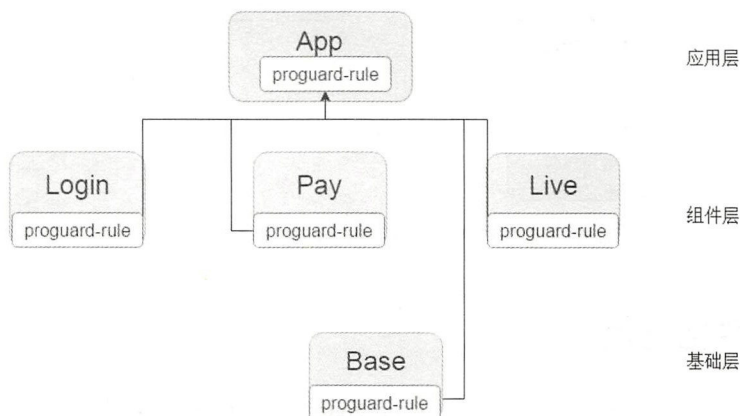 App
proguard-rule
应用层
Login
Pay
Live
proguard-rule
proguard-rule
proguard-rule
组件层
Base
proguard-rule
基础层